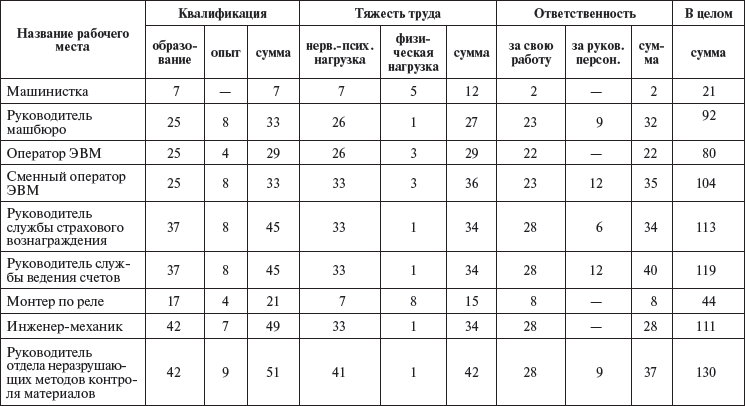 Название рабочего места | Квалификация | Тяжесть труда | Ответственность | В целом
образо-вание | опыт | сумма | нерв.-псих. нагрузка | физи-ческая нагрузка | сумма | за свою работу | за руков. персон. | сум-ма | сумма
Машинистка | 7 | — | 7 | 7 | 5 | 12 | 2 | — | 2 | 21
Руководитель
машбюро | 25 | 8 | 33 | 26 | 1 | 27 | 23 | 9 | 32 | 92
Оператор ЭВМ | 25 | 4 | 29 | 26 | 3 | 29 | 22 | — | 22 | 80
Сменный оператор
ЭВМ | 25 | 8 | 33 | 33 | 3 | 36 | 23 | 12 | 35 | 104
Руководитель
службы страхового
вознаграждения | 37 | 8 | 45 | 33 | 1 | 34 | 28 | 6 | 34 | 113
Руководитель служ-
бы ведения счетов | 37 | 8 | 45 | 33 | 1 | 34 | 28 | 12 | 40 | 119
Монтер по реле | 17 | 4 | 21 | 7 | 8 | 15 | 8 | — | 8 | 44
Инженер-механик | 42 | 7 | 49 | 33 | 1 | 34 | 28 | — | 28 | 111
Руководитель
отдела неразрушаю-
щих методов контро-
ля материалов | 42 | 9 | 51 | 41 | 1 | 42 | 28 | 9 | 37 | 130